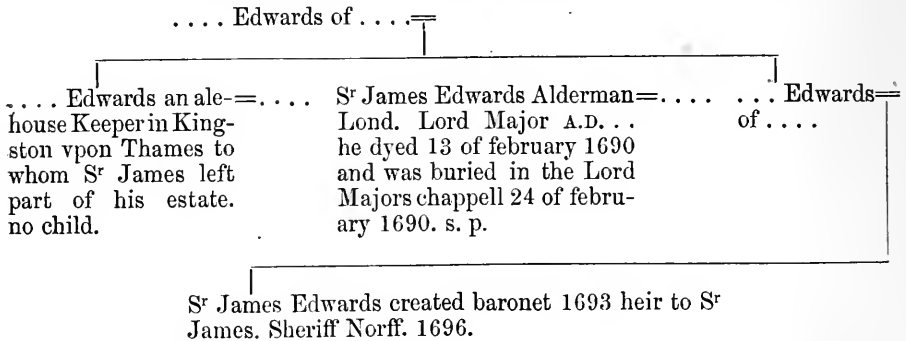 .... Edwards of ....=
.... Edwards an ale-=....
house Keeper in King-
ston vpon Thames to
whom Sʳ James left
part of his estate.
no child.
Sʳ James Edwards Alderman=....
Lond. Lord Major A.D. ...
he dyed 13 of february 1690
and was buried in the Lord
Majors chappell 24 of febru-
ary 1690. s. p.
... Edwards=
of ....
Sʳ James Edwards created baronet 1693 heir to Sʳ
James. Sheriff Norff. 1696.